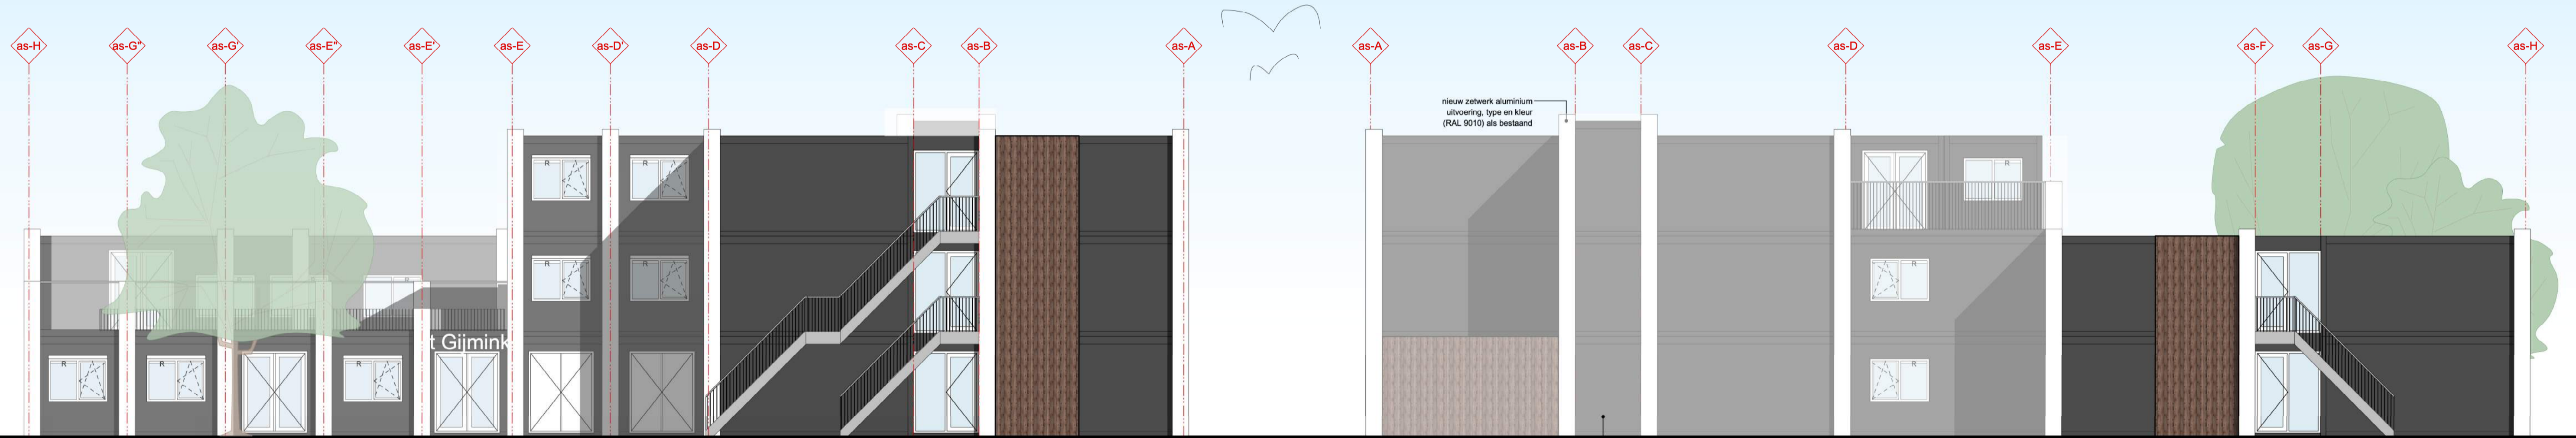 as-H as-G" as-G' as-E" as-E' as-E as-D' as-D as-C as-B as-A as-A as-B as-C as-D as-E as-F as-G as-H
nieuw zetwerk aluminium
uitvoering, type en kleur
(RAL 9010) als bestaand
R R
R R
R
R
t Gijmink
R R R
R
R